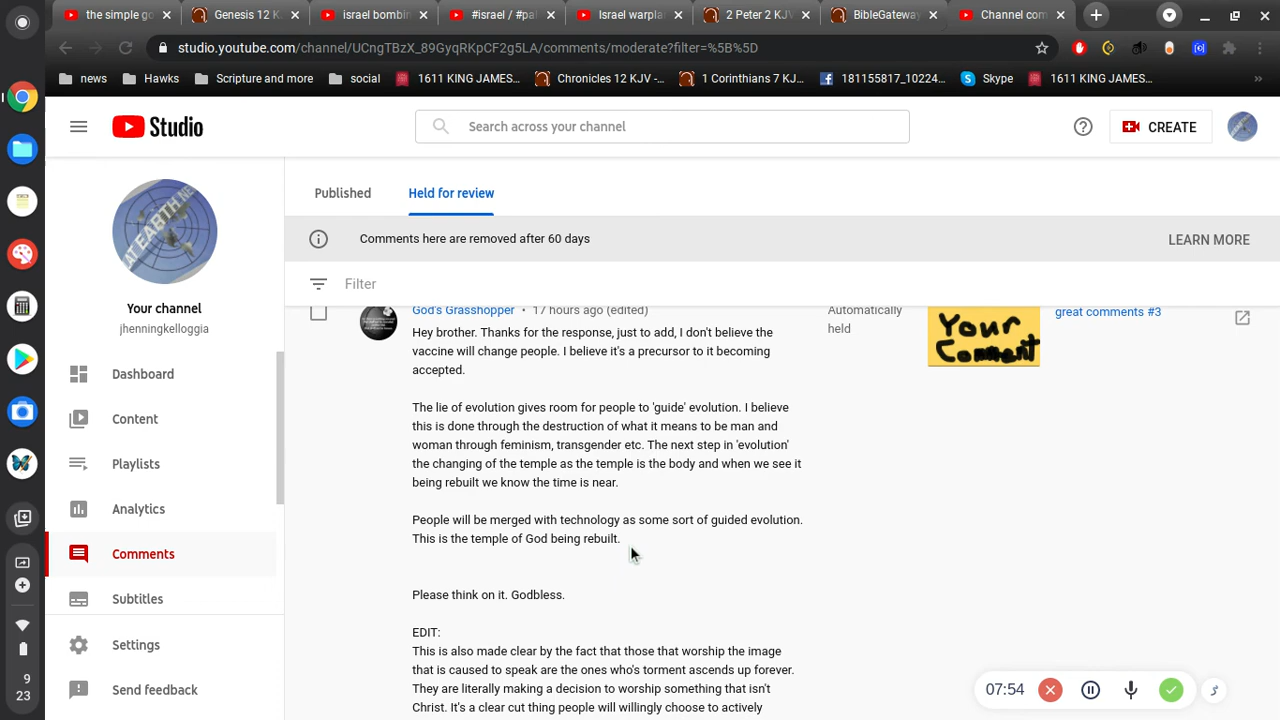 the simple go
Genesis 12 K
israel bombin
#israel / #pal
Israel warplan
2 Peter 2 KJV
BibleGateway
Channel com
studio.youtube.com/channel/UCngTBzX_89GyqRKpCF2g5LA/comments/moderate?filter=%5B%5D
news
Hawks
Scripture and more
social
1611 KING JAMES...
Chronicles 12 KJV -...
1 Corinthians 7 KJ...
181155817_10224...
Skype
1611 KING JAMES...
»
Studio
Search across your channel
CREATE
Your channel
jhenningkelloggia
Dashboard
Content
Playlists
Analytics
Comments
Subtitles
Settings
Send feedback
Published
Held for review
Comments here are removed after 60 days
LEARN MORE
Filter
God's Grasshopper • 17 hours ago (edited)
Hey brother. Thanks for the response, just to add, I don't believe the
vaccine will change people. I believe it's a precursor to it becoming
accepted.
The lie of evolution gives room for people to 'guide' evolution. I believe
this is done through the destruction of what it means to be man and
woman through feminism, transgender etc. The next step in 'evolution'
the changing of the temple as the temple is the body and when we see it
being rebuilt we know the time is near.
People will be merged with technology as some sort of guided evolution.
This is the temple of God being rebuilt.
Please think on it. Godbless.
EDIT:
This is also made clear by the fact that those that worship the image
that is caused to speak are the ones who's torment ascends up forever.
They are literally making a decision to worship something that isn't
Christ. It's a clear cut thing people will willingly choose to actively
Automatically
held
Your
Comment
great comments #3
07:54
9
23